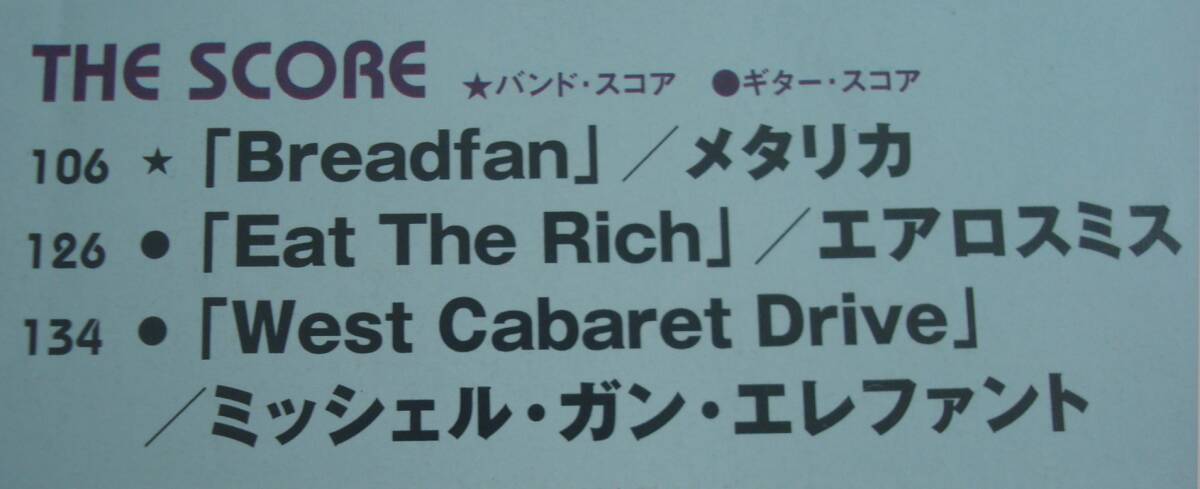 THE SCORE ★バンド・スコア ●ギター・スコア
106 ★「Breadfan」／メタリカ
126 ●「Eat The Rich」／エアロスミス
134 ●「West Cabaret Drive」
／ミッシェル・ガン・エレファント